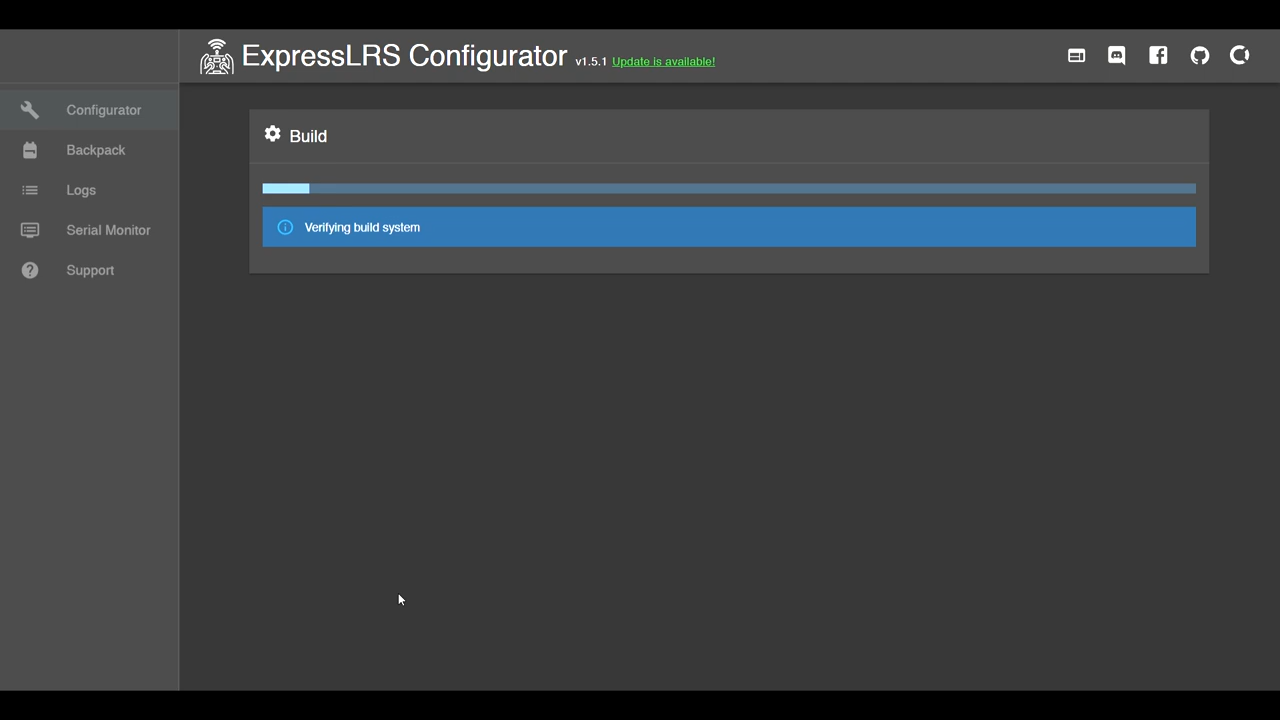 ExpressLRS Configurator v1.5.1 Update is available!
Configurator
Backpack
Logs
Serial Monitor
Support
Build
Verifying build system